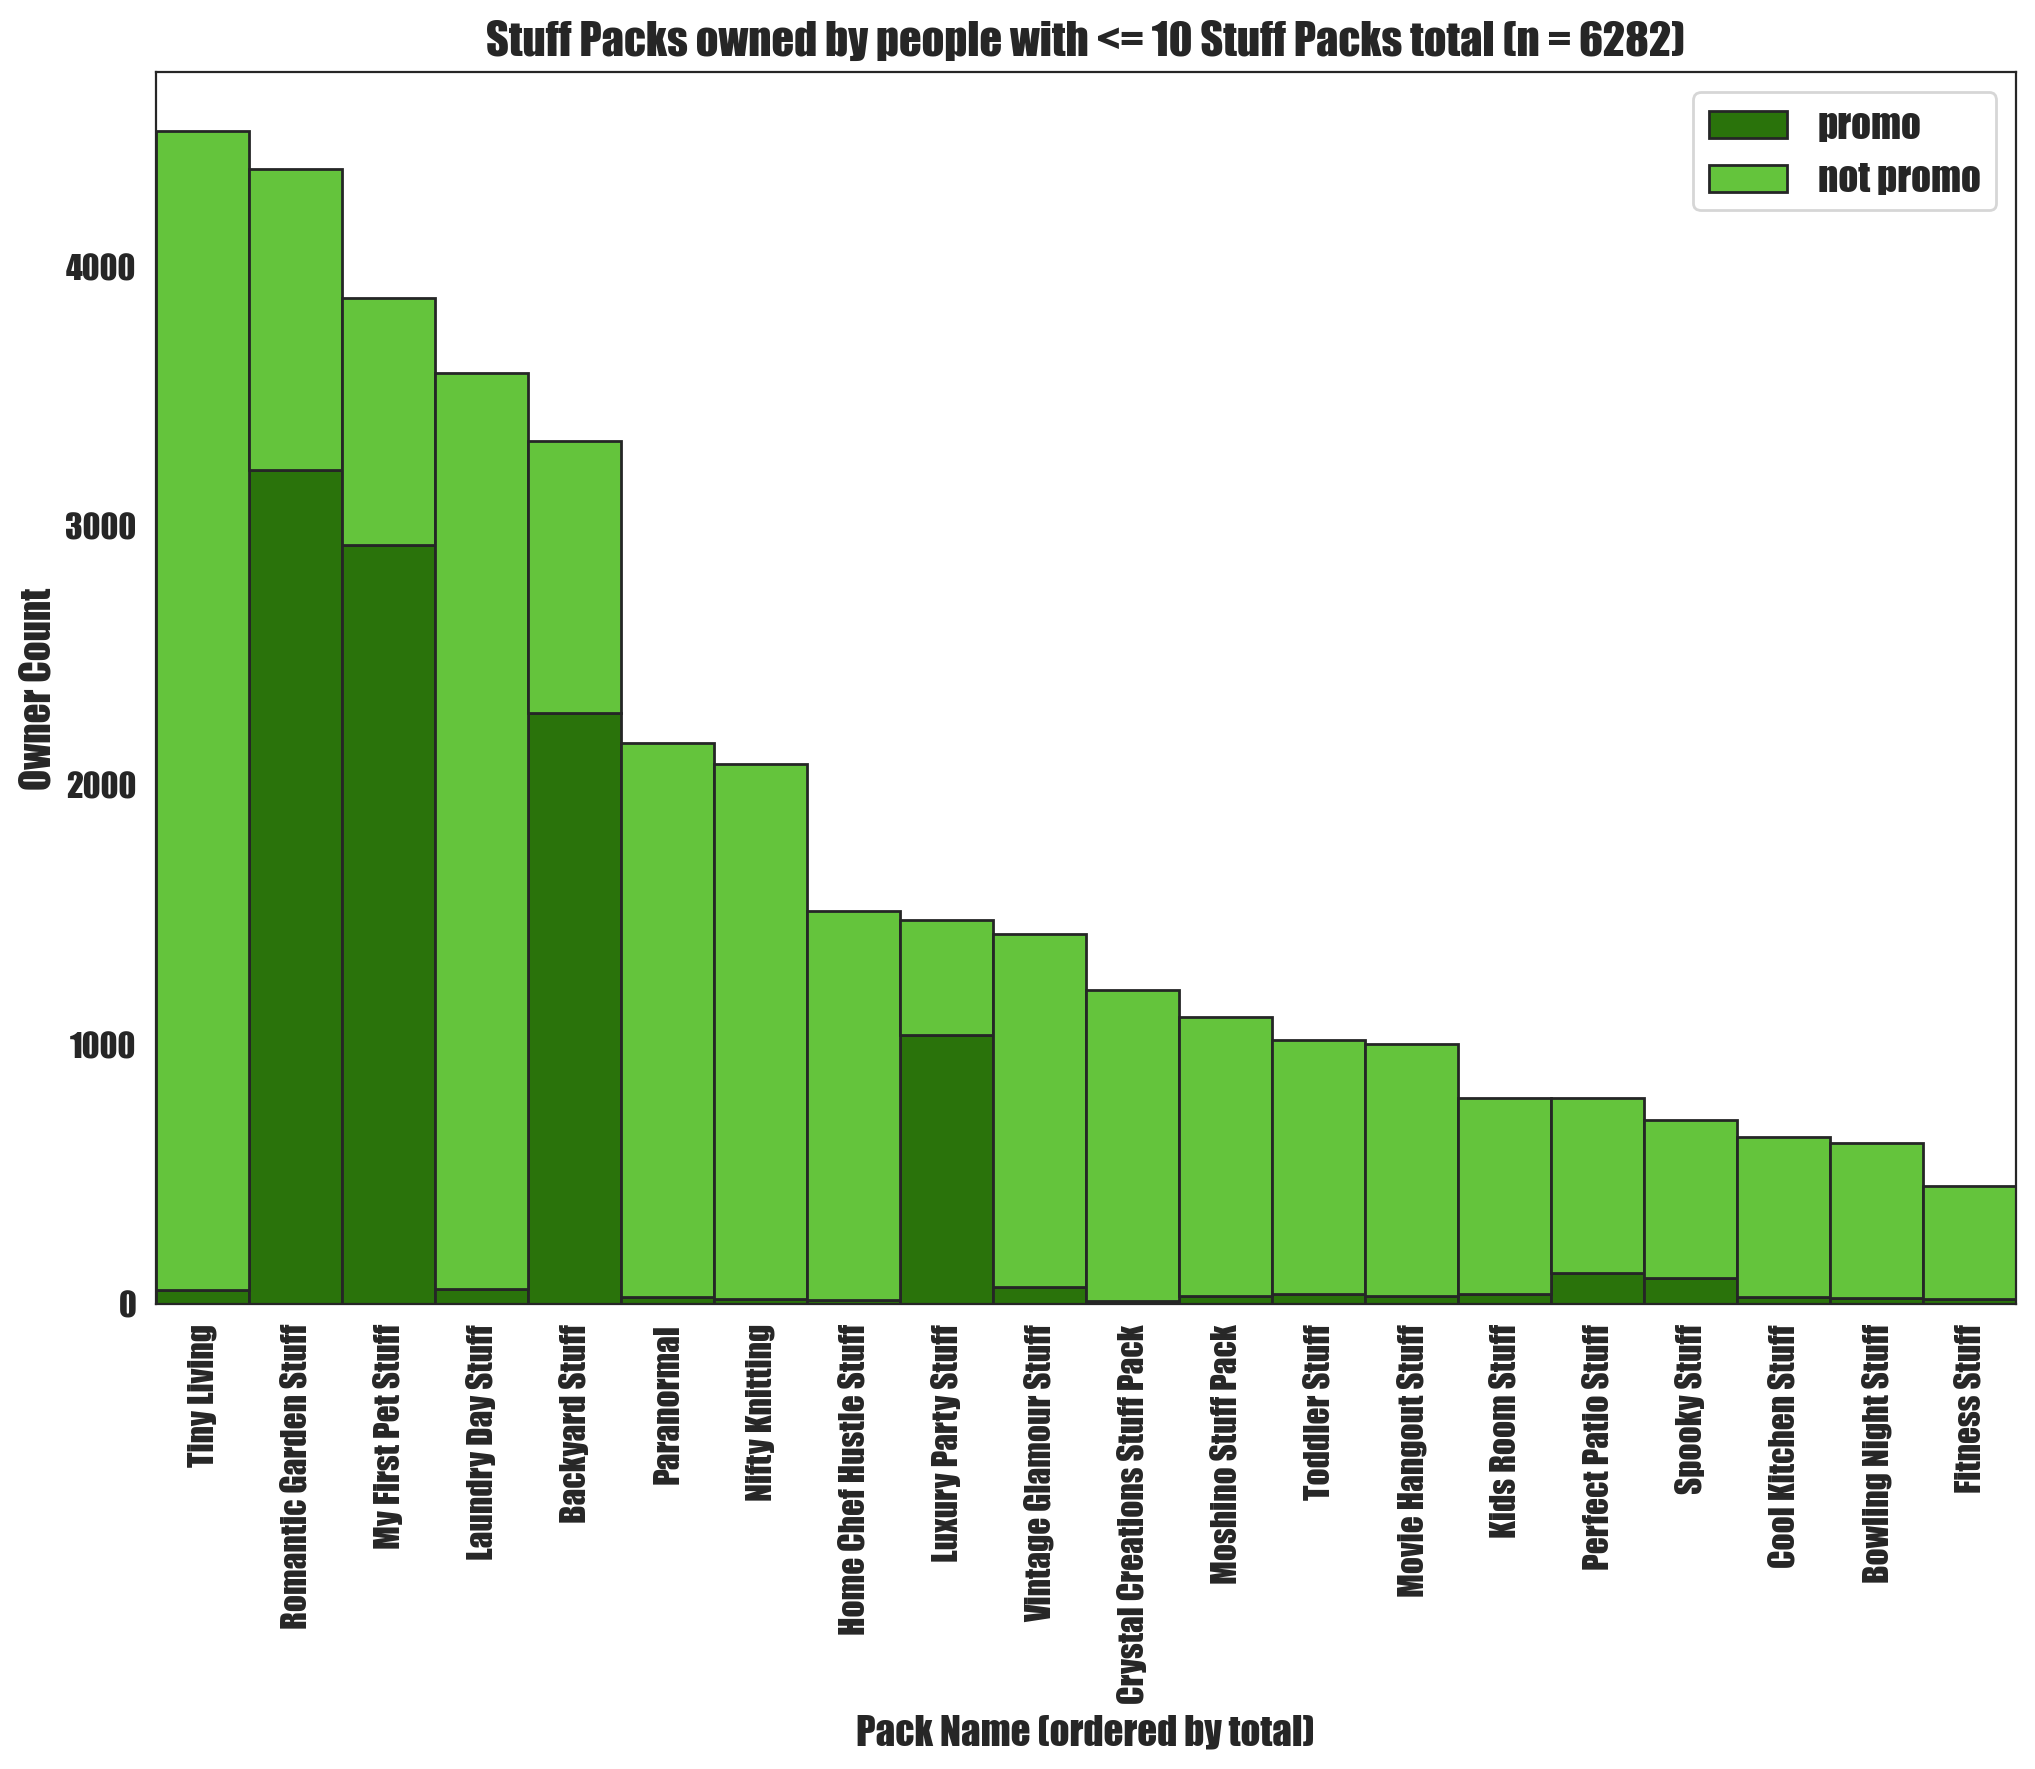 Stuff Packs owned by people with <= 10 Stuff Packs total (n = 6282)
promo
not promo
4000
3000
2000
1000
0
Owner Count
Tiny Living
Romantic Garden Stuff
My First Pet Stuff
Laundry Day Stuff
Backyard Stuff
Paranormal
Nifty Knitting
Home Chef Hustle Stuff
Luxury Party Stuff
Vintage Glamour Stuff
Crystal Creations Stuff Pack
Moshino Stuff Pack
Toddler Stuff
Movie Hangout Stuff
Kids Room Stuff
Perfect Patio Stuff
Spooky Stuff
Cool Kitchen Stuff
Bowling Night Stuff
Fitness Stuff
Pack Name (ordered by total)